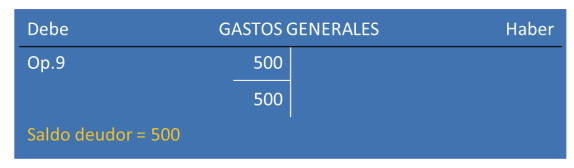 Debe GASTOS GENERALES Haber
Op.9 500
500
Saldo deudor = 500